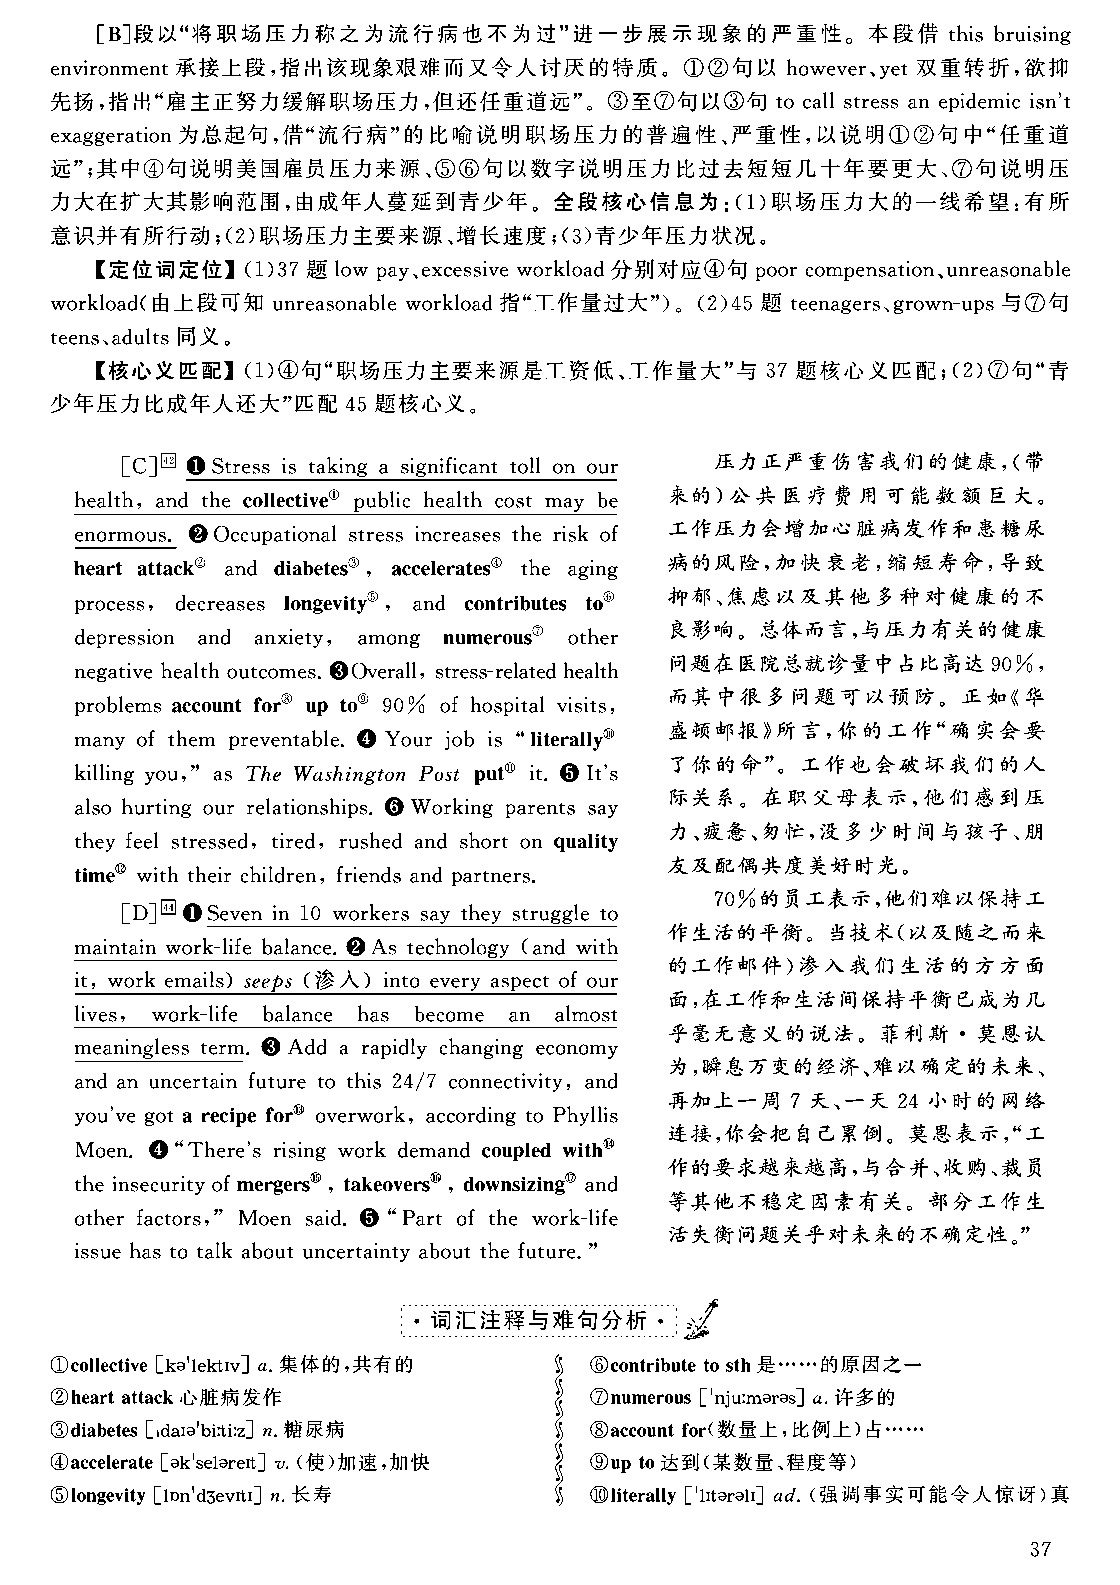 [B]段以“将职场压力称之为流行病也不为过”进一步展示现象的严重性。本段借 this bruising
environment 承接上段,指出该现象艰难而又令人讨厌的特质。①②句以 however、yet 双重转折,欲抑
先扬,指出“雇主正努力缓解职场压力,但还任重道远”。③至⑦句以③句 to call stress an epidemic isn't
exaggeration 为总起句,借“流行病”的比喻说明职场压力的普遍性、严重性,以说明①②句中“任重道
远”;其中④句说明美国雇员压力来源、⑤⑥句以数字说明压力比过去短短几十年要更大、⑦句说明压
力大在扩大其影响范围,由成年人蔓延到青少年。全段核心信息为:(1)职场压力大的一线希望:有所
意识并有所行动;(2)职场压力主要来源、增长速度;(3)青少年压力状况。
【定位词定位】(1)37 题 low pay、excessive workload 分别对应④句 poor compensation、unreasonable
workload(由上段可知 unreasonable workload 指“工作量过大”)。(2)45 题 teenagers、grown-ups 与⑦句
teens、adults 同义。
【核心义匹配】(1)④句“职场压力主要来源是工资低、工作量大”与 37 题核心义匹配;(2)⑦句“青
少年压力比成年人还大”匹配 45 题核心义。
[C]42 ❶ Stress is taking a significant toll on our
health, and the collective① public health cost may be
enormous. ❷ Occupational stress increases the risk of
heart attack② and diabetes③, accelerates④ the aging
process, decreases longevity⑤, and contributes to⑥
depression and anxiety, among numerous⑦ other
negative health outcomes. ❸ Overall, stress-related health
problems account for⑧ up to⑨ 90% of hospital visits,
many of them preventable. ❹ Your job is “literally⑩
killing you,” as The Washington Post put⑪ it. ❺ It's
also hurting our relationships. ❻ Working parents say
they feel stressed, tired, rushed and short on quality
time⑫ with their children, friends and partners.
[D]44 ❶ Seven in 10 workers say they struggle to
maintain work-life balance. ❷ As technology (and with
it, work emails) seeps (渗入) into every aspect of our
lives, work-life balance has become an almost
meaningless term. ❸ Add a rapidly changing economy
and an uncertain future to this 24/7 connectivity, and
you've got a recipe for⑬ overwork, according to Phyllis
Moen. ❹ “There's rising work demand coupled with⑭
the insecurity of mergers⑮, takeovers⑯, downsizing⑰ and
other factors,” Moen said. ❺ “Part of the work-life
issue has to talk about uncertainty about the future.”
压力正严重伤害我们的健康,(带
来的)公共医疗费用可能数额巨大。
工作压力会增加心脏病发作和患糖尿
病的风险,加快衰老,缩短寿命,导致
抑郁、焦虑以及其他多种对健康的不
良影响。总体而言,与压力有关的健康
问题在医院总就诊量中占比高达 90%,
而其中很多问题可以预防。正如《华
盛顿邮报》所言,你的工作“确实会要
了你的命”。工作也会破坏我们的人
际关系。在职父母表示,他们感到压
力、疲惫、匆忙,没多少时间与孩子、朋
友及配偶共度美好时光。
70%的员工表示,他们难以保持工
作生活的平衡。当技术(以及随之而来
的工作邮件)渗入我们生活的方方面
面,在工作和生活间保持平衡已成为几
乎毫无意义的说法。菲利斯·莫恩认
为,瞬息万变的经济、难以确定的未来、
再加上一周 7 天、一天 24 小时的网络
连接,你会把自己累倒。莫恩表示,“工
作的要求越来越高,与合并、收购、裁员
等其他不稳定因素有关。部分工作生
活失衡问题关乎对未来的不确定性。”
·词汇注释与难句分析·
①collective [kəˈlektɪv] a. 集体的,共有的
②heart attack 心脏病发作
③diabetes [ˌdaɪəˈbiːtiːz] n. 糖尿病
④accelerate [əkˈseləreɪt] v. (使)加速,加快
⑤longevity [lɒnˈdʒevɪtɪ] n. 长寿
⑥contribute to sth 是……的原因之一
⑦numerous [ˈnjuːmərəs] a. 许多的
⑧account for(数量上,比例上)占……
⑨up to 达到(某数量、程度等)
⑩literally [ˈlɪtərəlɪ] ad. (强调事实可能令人惊讶)真
37